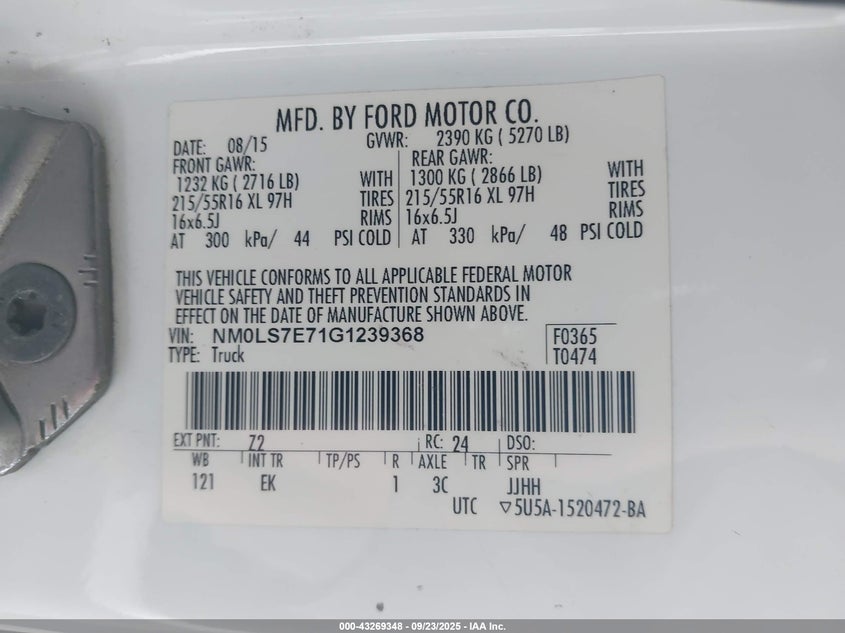 MFD. BY FORD MOTOR CO.
DATE: 08/15 GVWR: 2390 KG ( 5270 LB)
FRONT GAWR: REAR GAWR:
1232 KG ( 2716 LB) WITH 1300 KG ( 2866 LB) WITH
215/55R16 XL 97H TIRES 215/55R16 XL 97H TIRES
16x6.5J RIMS 16x6.5J RIMS
AT 300 kPa/ 44 PSI COLD AT 330 kPa/ 48 PSI COLD
THIS VEHICLE CONFORMS TO ALL APPLICABLE FEDERAL MOTOR
VEHICLE SAFETY AND THEFT PREVENTION STANDARDS IN
EFFECT ON THE DATE OF MANUFACTURE SHOWN ABOVE.
VIN: NM0LS7E71G1239368 F0365
TYPE: Truck T0474
EXT PNT: Z2 RC: 24 DSO:
WB INT TR TP/PS R AXLE TR SPR
121 EK 1 3C JJHH
UTC ▽5U5A-1520472-BA
000-43269348 - 09/23/2025 - IAA Inc.